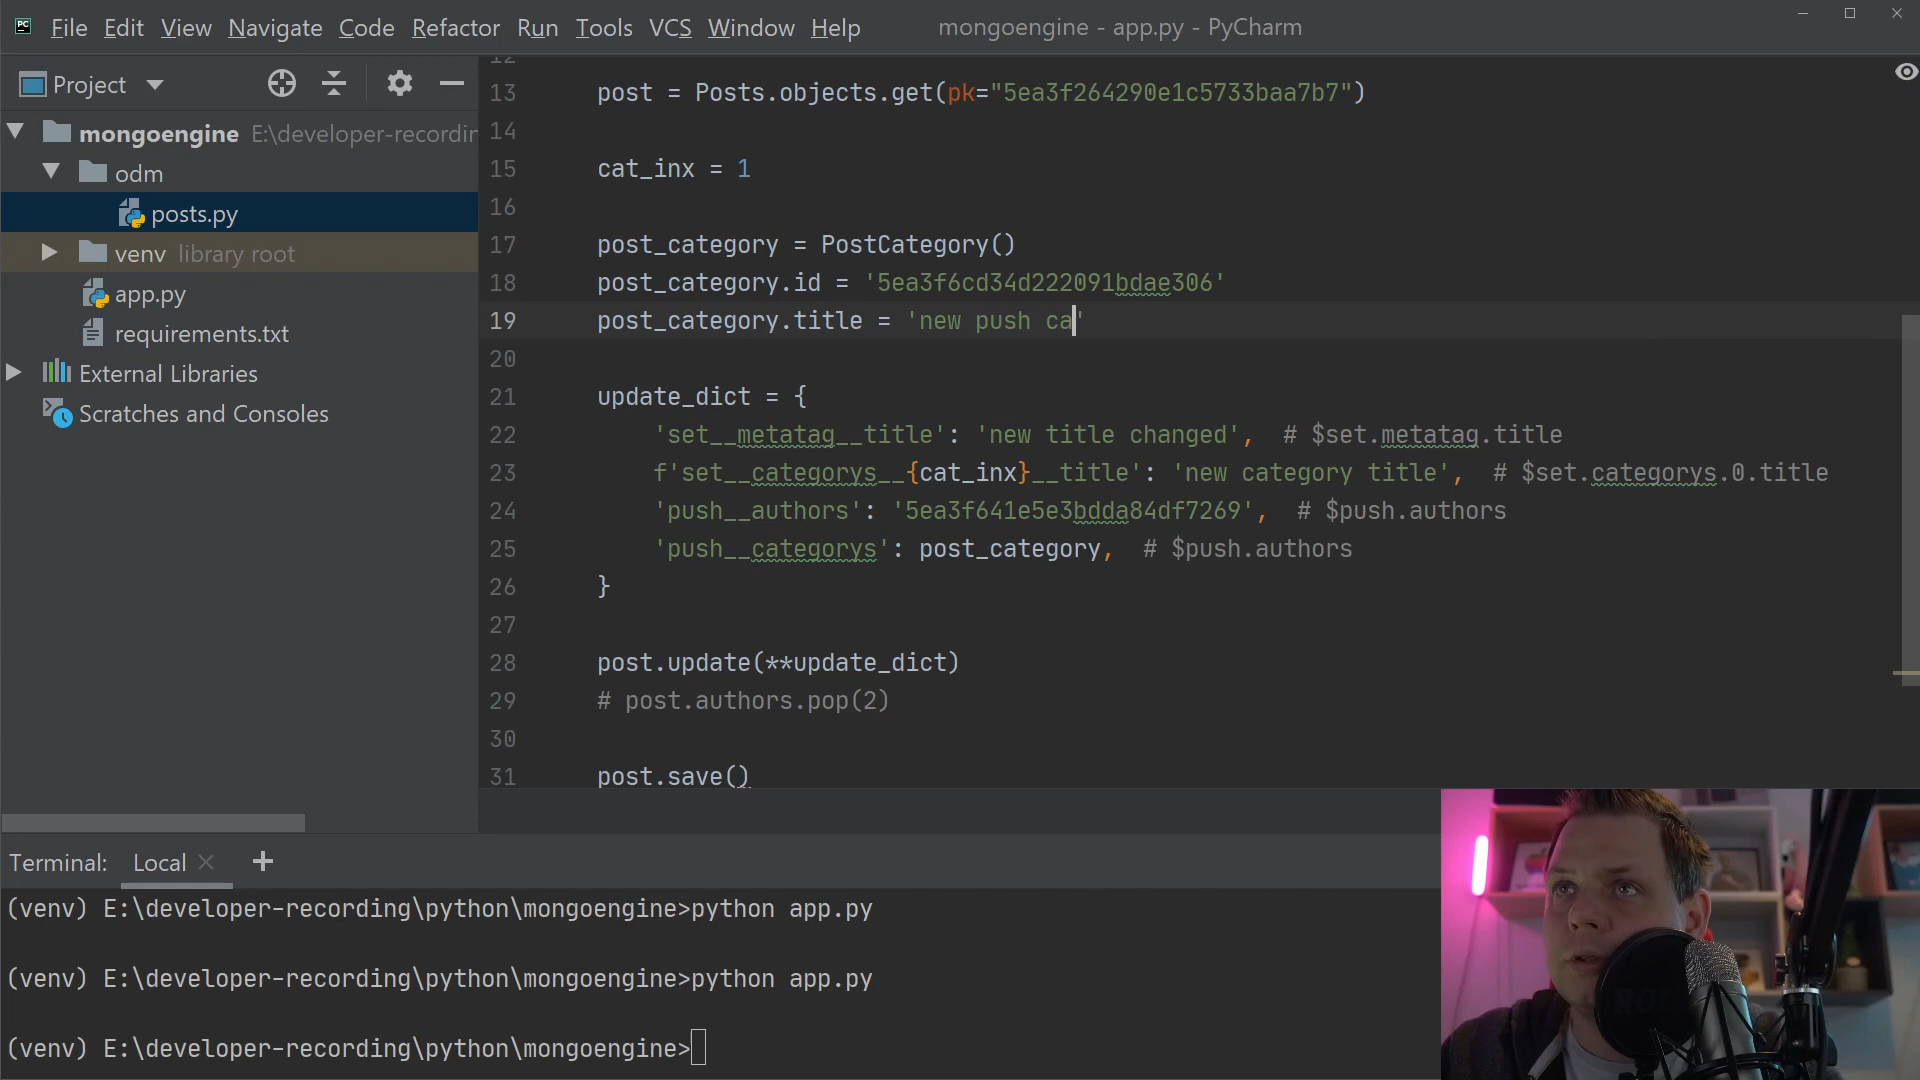 PC File Edit View Navigate Code Refactor Run Tools VCS Window Help mongoengine - app.py - PyCharm
Project
mongoengine E:\developer-recordin
odm
posts.py
venv library root
app.py
requirements.txt
External Libraries
Scratches and Consoles
12
13 post = Posts.objects.get(pk="5ea3f264290e1c5733baa7b7")
14
15 cat_inx = 1
16
17 post_category = PostCategory()
18 post_category.id = '5ea3f6cd34d222091bdae306'
19 post_category.title = 'new push ca'
20
21 update_dict = {
22 'set__metatag__title': 'new title changed', # $set.metatag.title
23 f'set__categorys__{cat_inx}__title': 'new category title', # $set.categorys.0.title
24 'push__authors': '5ea3f641e5e3bdda84df7269', # $push.authors
25 'push__categorys': post_category, # $push.authors
26 }
27
28 post.update(**update_dict)
29 # post.authors.pop(2)
30
31 post.save()
Terminal: Local
(venv) E:\developer-recording\python\mongoengine>python app.py
(venv) E:\developer-recording\python\mongoengine>python app.py
(venv) E:\developer-recording\python\mongoengine>